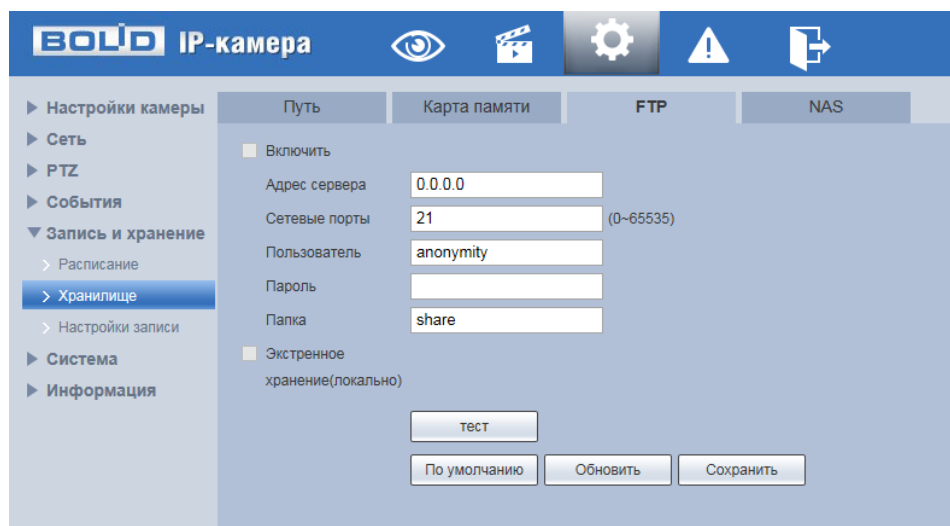 BOLID IP-камера
Настройки камеры
Сеть
PTZ
События
Запись и хранение
Расписание
Хранилище
Настройки записи
Система
Информация
Путь Карта памяти FTP NAS
Включить
Адрес сервера 0.0.0.0
Сетевые порты 21 (0~65535)
Пользователь anonymity
Пароль
Папка share
Экстренное
хранение(локально)
тест
По умолчанию Обновить Сохранить